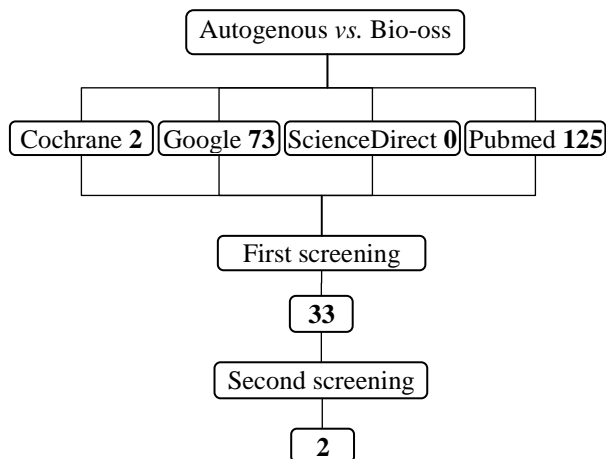 Autogenous vs. Bio-oss
Cochrane 2 Google 73 ScienceDirect 0 Pubmed 125
First screening
33
Second screening
2